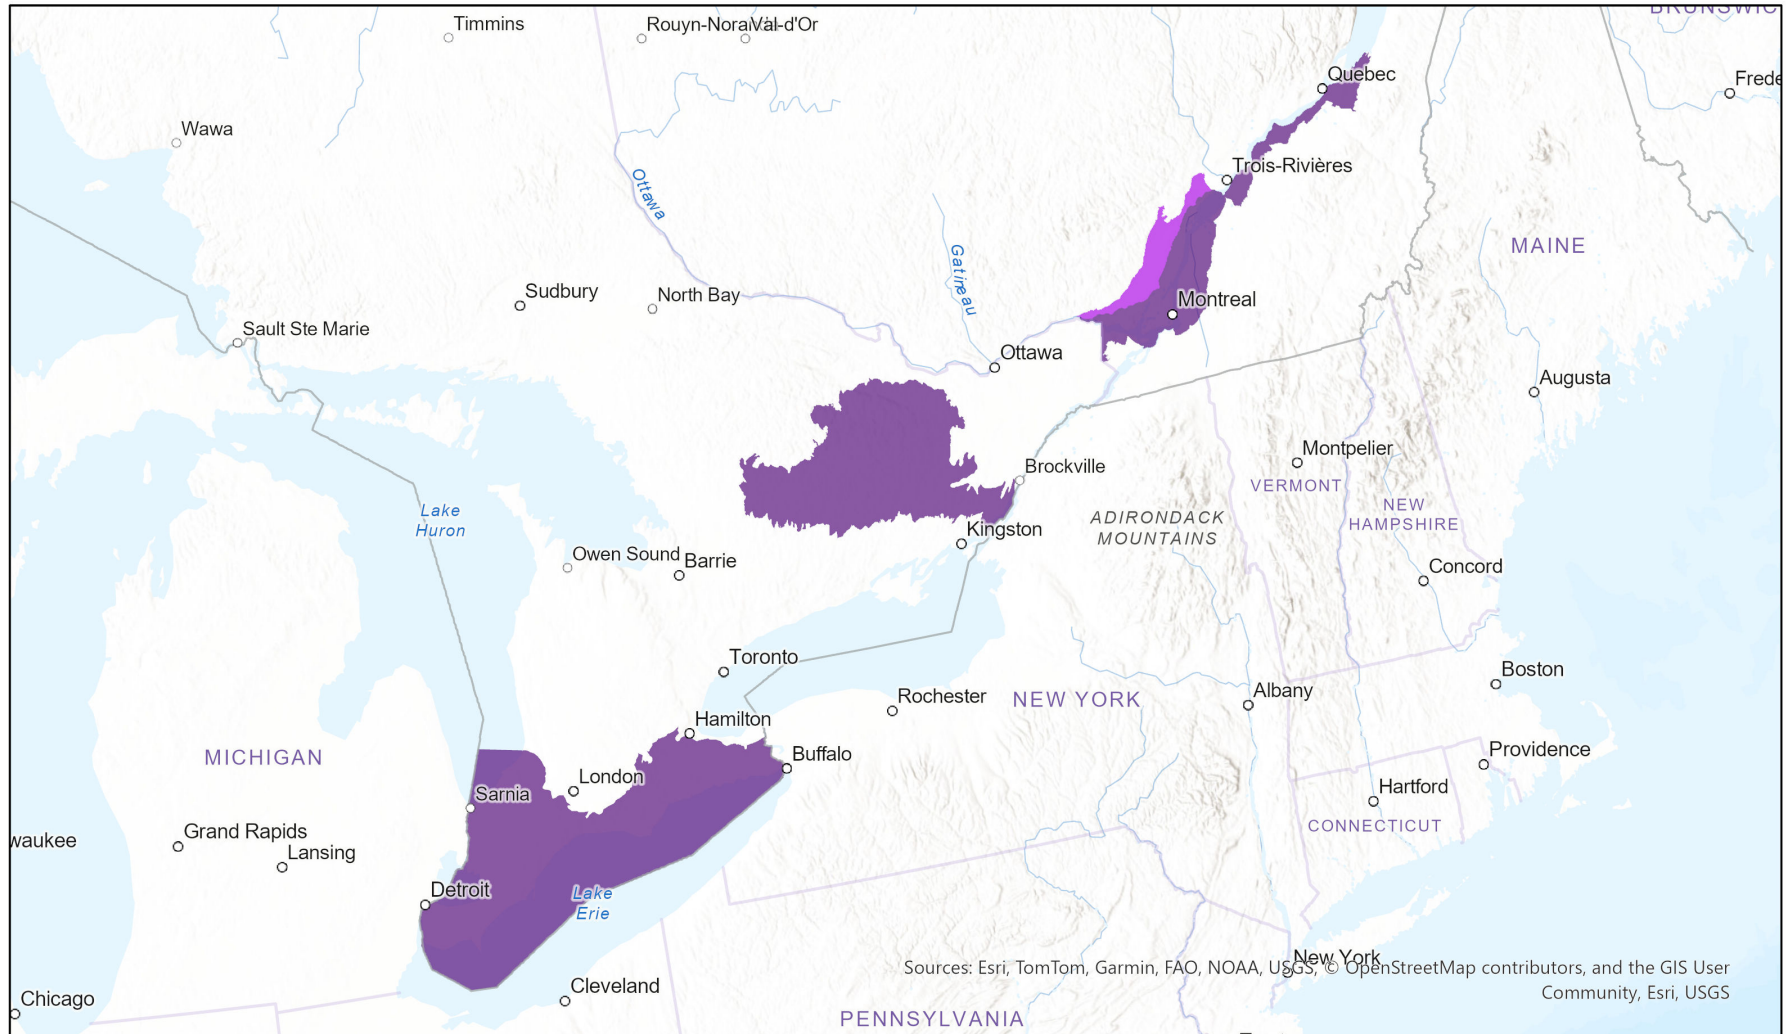 BRUNSWIC
Timmins
Rouyn-Noranda
Val-d'Or
Quebec
Frede
Wawa
Trois-Rivières
Ottawa
Gatineau
MAINE
Sudbury
North Bay
Montreal
Sault Ste Marie
Ottawa
Augusta
Montpelier
Brockville
VERMONT
NEW
HAMPSHIRE
Lake
Huron
ADIRONDACK
MOUNTAINS
Kingston
Owen Sound
Barrie
Concord
Toronto
Boston
Rochester
NEW YORK
Albany
Hamilton
MICHIGAN
Buffalo
Providence
London
Sarnia
Hartford
CONNECTICUT
waukee
Grand Rapids
Lansing
Detroit
Lake
Erie
New York
Sources: Esri, TomTom, Garmin, FAO, NOAA, USGS, © OpenStreetMap contributors, and the GIS User
Community, Esri, USGS
Cleveland
Chicago
PENNSYLVANIA